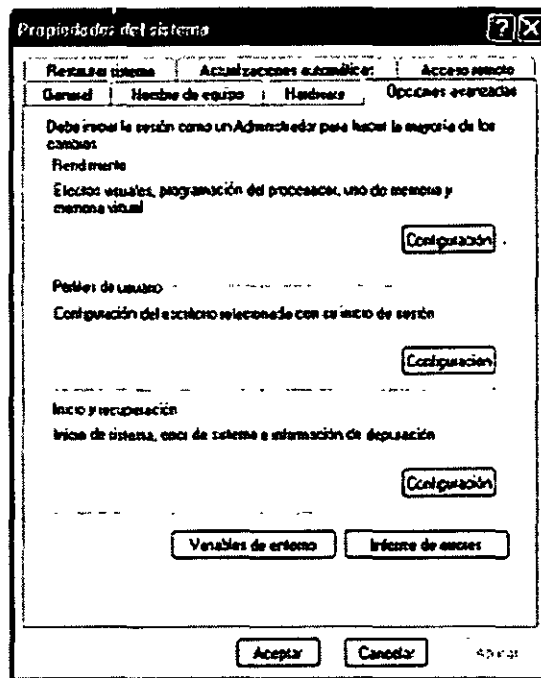 Propiedades del sistema
Restaurar sistema Actualizaciones automáticas Acceso remoto
General Nombre de equipo Hardware Opciones avanzadas
Debe iniciar la sesión como un Administrador para hacer la mayoría de los
cambios
Rendimiento
Efectos visuales, programación del procesador, uso de memoria y
memoria virtual
Configuración
Perfiles de usuario
Configuración del escritorio relacionada con su inicio de sesión
Configuración
Inicio y recuperación
Inicio de sistema, error de sistema e información de depuración
Configuración
Variables de entorno Informe de errores
Aceptar Cancelar Aplicar